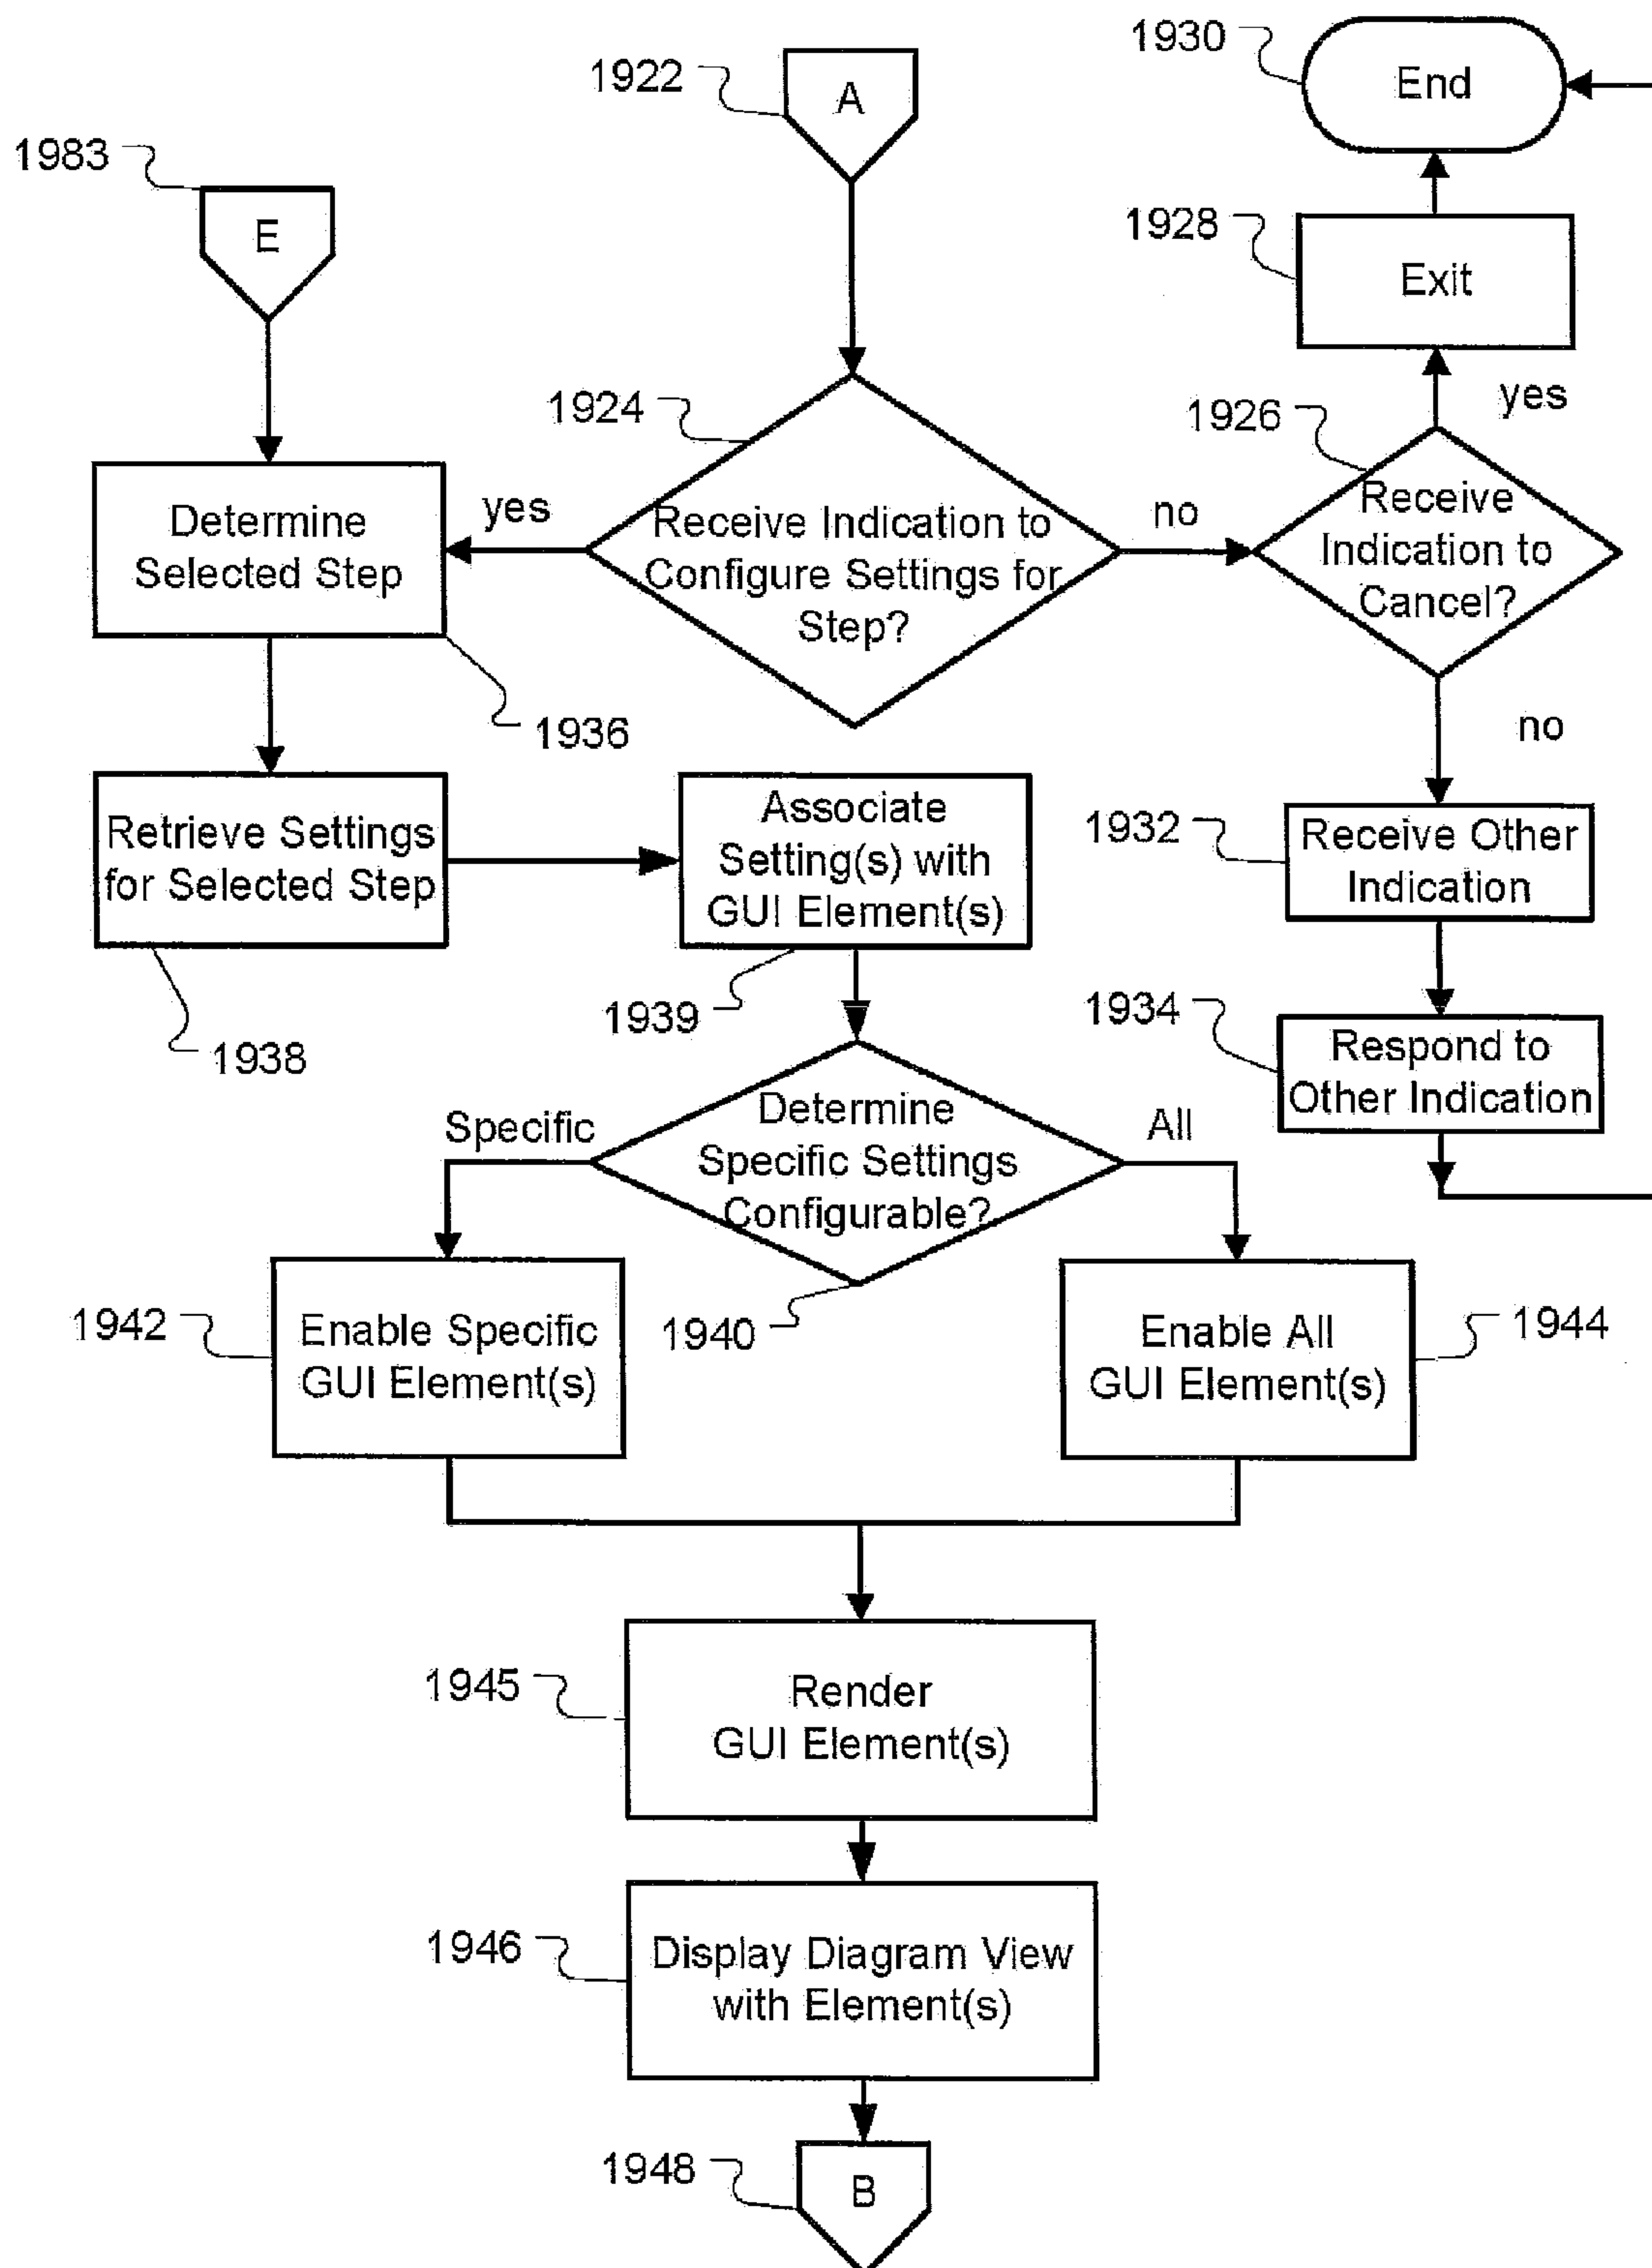 1930
End
1922
A
1983
E
1928
Exit
yes
1924
1926
Receive Indication to
Configure Settings for
Step?
yes
no
Receive
Indication to
Cancel?
Determine
Selected Step
1936
no
Retrieve Settings
for Selected Step
1938
Associate
Setting(s) with
GUI Element(s)
1939
1932
Receive Other
Indication
1934
Respond to
Other Indication
Specific
Determine
Specific Settings
Configurable?
All
1940
1942
Enable Specific
GUI Element(s)
Enable All
GUI Element(s)
1944
1945
Render
GUI Element(s)
1946
Display Diagram View
with Element(s)
1948
B